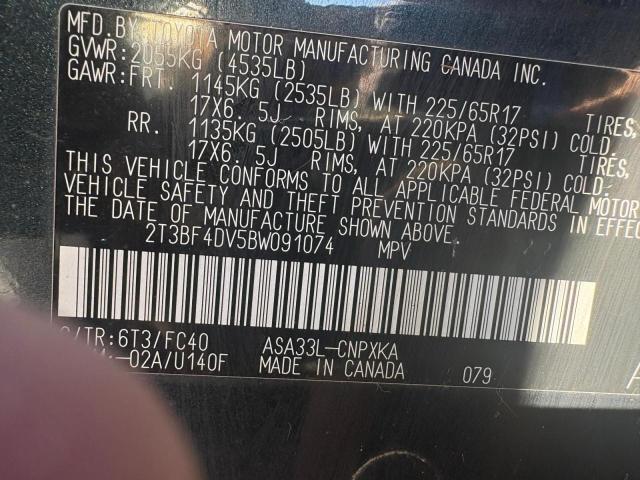 MFD.BY:TOYOTA MOTOR MANUFACTURING CANADA INC.
GVWR:2055KG (4535LB)
GAWR:FRT. 1145KG (2535LB) WITH 225/65R17 TIRES,
17X6. 5J RIMS, AT 220KPA (32PSI) COLD.
RR. 1135KG (2505LB) WITH 225/65R17 TIRES,
17X6. 5J RIMS, AT 220KPA (32PSI) COLD.
THIS VEHICLE CONFORMS TO ALL APPLICABLE FEDERAL MOTOR
VEHICLE SAFETY AND THEFT PREVENTION STANDARDS IN EFFE
THE DATE OF MANUFACTURE SHOWN ABOVE.
2T3BF4DV5BW091074 MPV
/TR:6T3/FC40 ASA33L-CNPXKA
-02A/U140F MADE IN CANADA 079